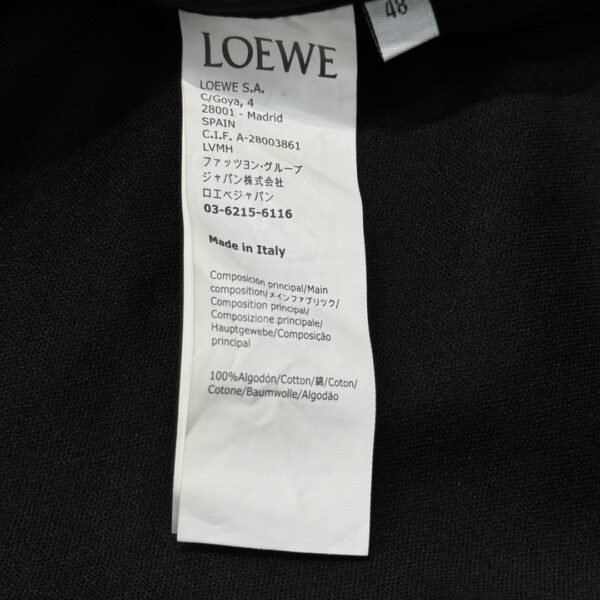 48
LOEWE
LOEWE S.A.
C/Goya, 4
28001 - Madrid
SPAIN
C.I.F. A-28003861
LVMH
ファッツヨン・グループ
ジャパン株式会社
ロエベジャパン
03-6215-6116
Made in Italy
Composición principal/Main
composition/メインファブリック/
Composition principal/
Composizione principale/
Hauptgewebe/Composição
principal
100%Algodón/Cotton/綿/Coton/
Cotone/Baumwolle/Algodão